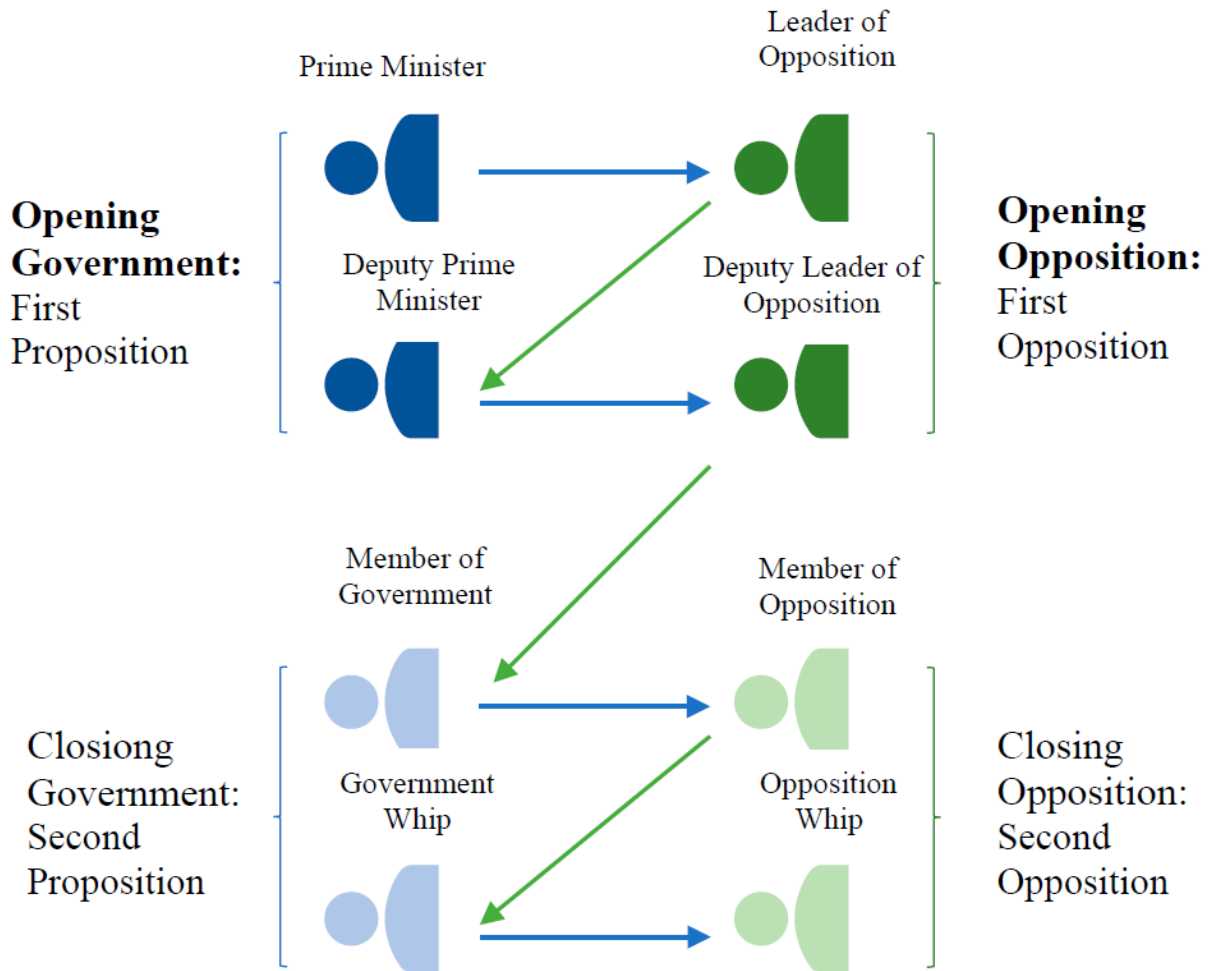 Prime Minister
Leader of
Opposition
Opening
Government:
First
Proposition
Opening
Opposition:
First
Opposition
Deputy Prime
Minister
Deputy Leader of
Opposition
Member of
Government
Member of
Opposition
Closiong
Government:
Second
Proposition
Closing
Opposition:
Second
Opposition
Government
Whip
Opposition
Whip